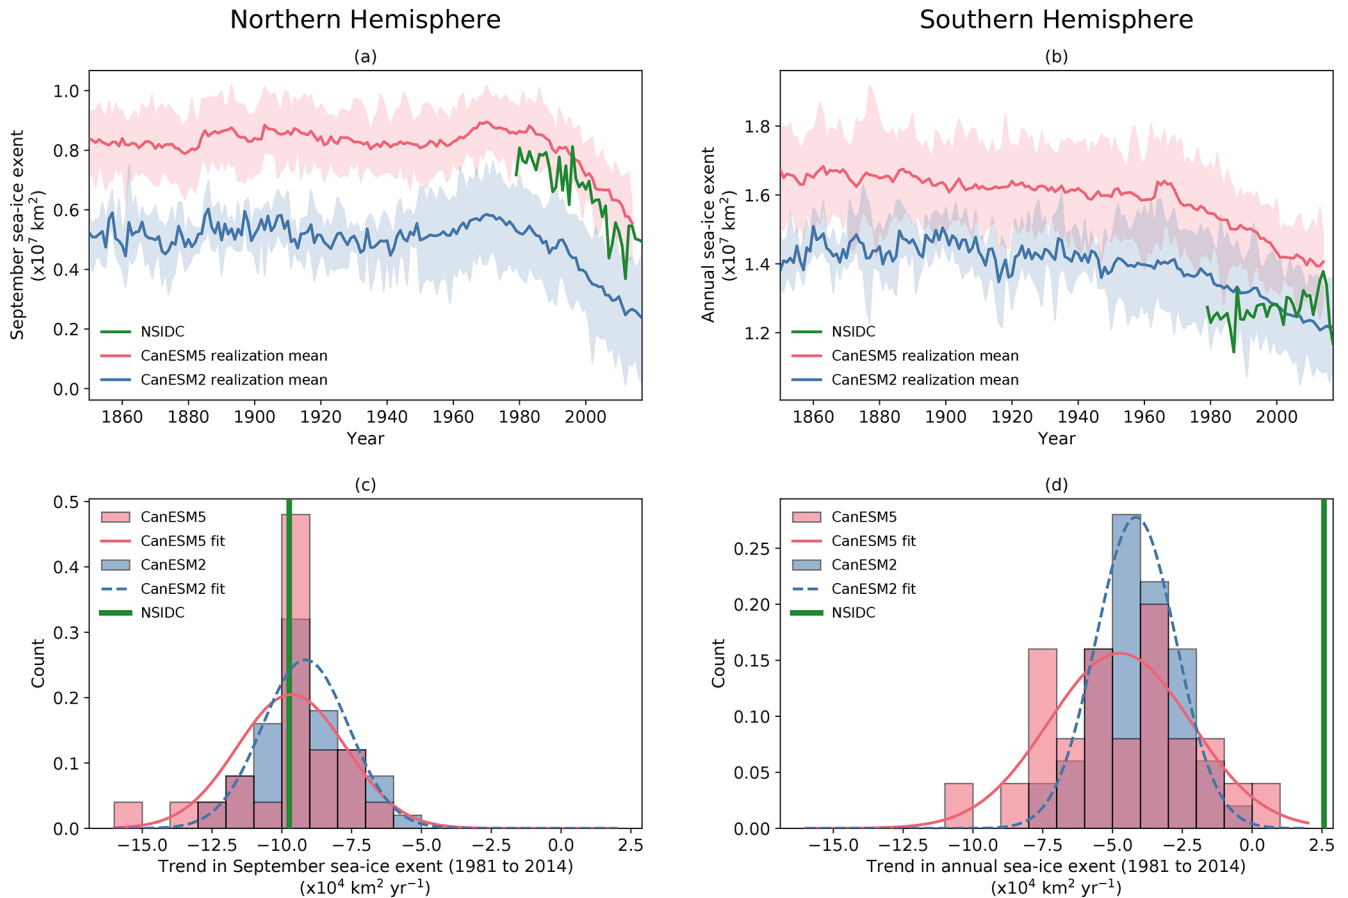 Northern Hemisphere
Southern Hemisphere
(a)
1.0
0.8
0.6
0.4
0.2
0.0
September sea-ice exent
(x10⁷ km²)
NSIDC
CanESM5 realization mean
CanESM2 realization mean
1860 1880 1900 1920 1940 1960 1980 2000
Year
(b)
1.8
1.6
1.4
1.2
Annual sea-ice exent
(x10⁷ km²)
NSIDC
CanESM5 realization mean
CanESM2 realization mean
1860 1880 1900 1920 1940 1960 1980 2000
Year
(c)
0.5
0.4
0.3
0.2
0.1
0.0
Count
CanESM5
CanESM5 fit
CanESM2
CanESM2 fit
NSIDC
−15.0 −12.5 −10.0 −7.5 −5.0 −2.5 0.0 2.5
Trend in September sea-ice exent (1981 to 2014)
(x10⁴ km² yr⁻¹)
(d)
0.25
0.20
0.15
0.10
0.05
0.00
Count
CanESM5
CanESM5 fit
CanESM2
CanESM2 fit
NSIDC
−15.0 −12.5 −10.0 −7.5 −5.0 −2.5 0.0 2.5
Trend in annual sea-ice exent (1981 to 2014)
(x10⁴ km² yr⁻¹)